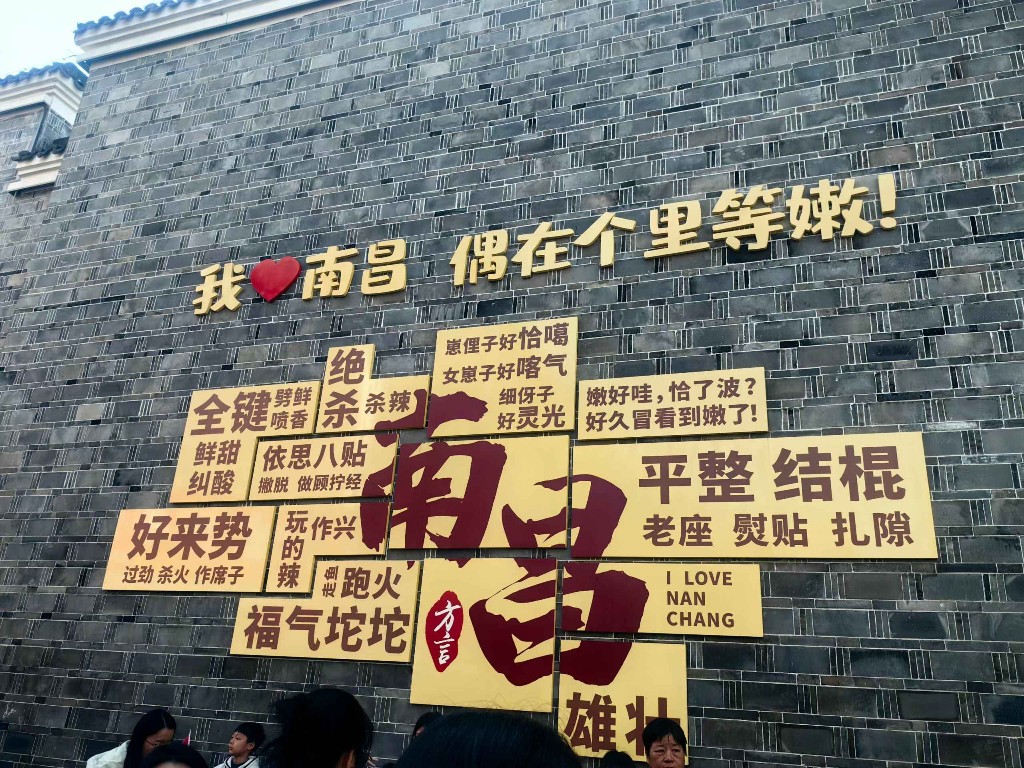 我❤南昌 偶在个里等嫩!
崽俚子好恰噶
女崽子好喀气
细伢子
好灵光
绝
杀 杀辣
嫩好哇,恰了波?
好久冒看到嫩了!
全键 劈鲜
喷香
鲜甜
纠酸
依思八贴
撇脱 做顾拧经
南昌
方言
平整 结棍
老座 熨贴 扎隙
好来势
过劲 杀火 作席子
玩的辣
作兴
跑火
福气坨坨
I LOVE
NAN
CHANG
雄壮